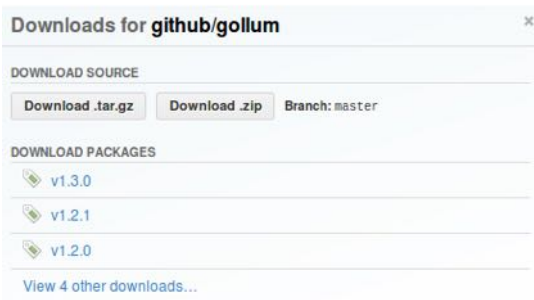 Downloads for github/gollum ×
DOWNLOAD SOURCE
Download .tar.gz Download .zip Branch: master
DOWNLOAD PACKAGES
v1.3.0
v1.2.1
v1.2.0
View 4 other downloads...